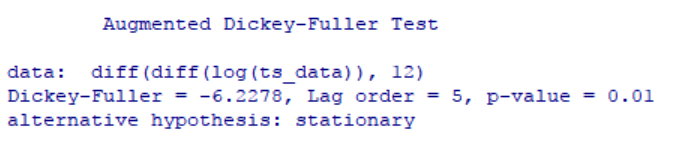 Augmented Dickey-Fuller Test
data:  diff(diff(log(ts_data)), 12)
Dickey-Fuller = -6.2278, Lag order = 5, p-value = 0.01
alternative hypothesis: stationary